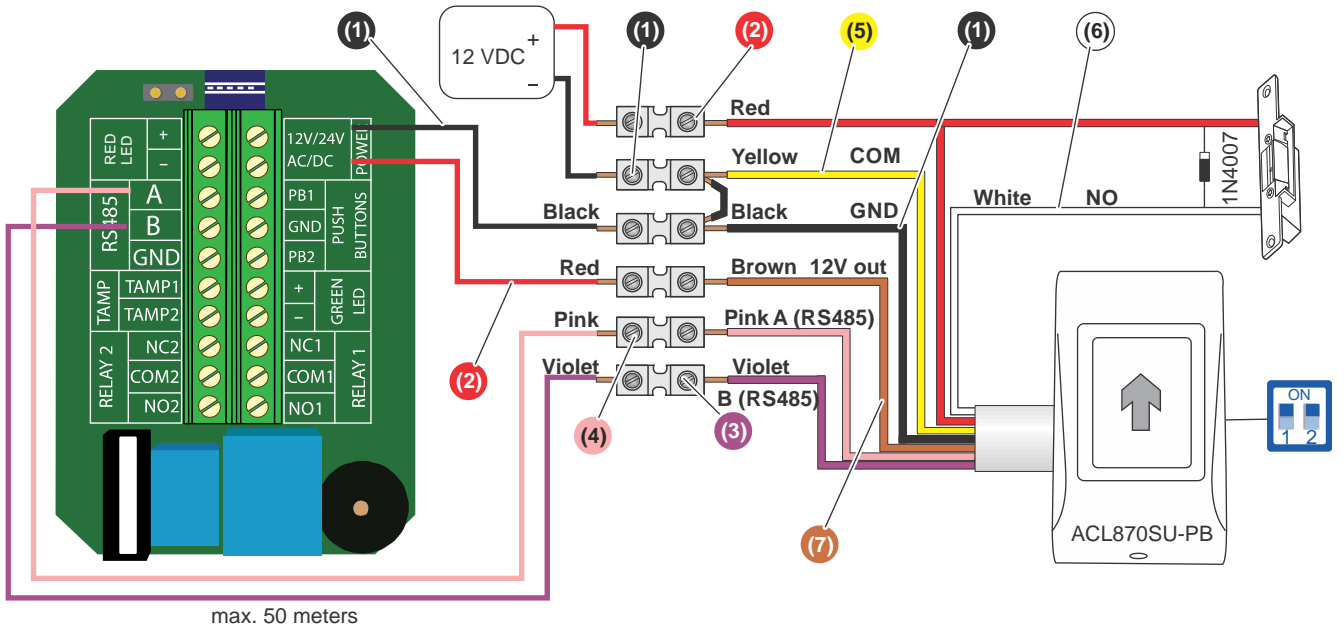 (1)
(1)
(2)
(5)
(1)
(6)
12 VDC
+
–
Red
Yellow COM
Black
Black GND
White NO
1N4007
Red
Brown 12V out
Pink
Pink A (RS485)
Violet
Violet
B (RS485)
(2)
(4)
(3)
(7)
RED LED
+
–
RS485
A
B
GND
TAMP
TAMP1
TAMP2
RELAY 2
NC2
COM2
NO2
12V/24V
AC/DC
POWER
PB1
GND
PB2
PUSH BUTTONS
+
–
GREEN LED
NC1
COM1
NO1
RELAY 1
ON
1 2
ACL870SU-PB
max. 50 meters